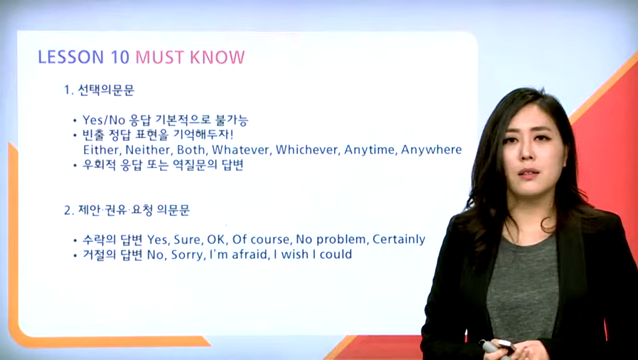 LESSON 10 MUST KNOW
1. 선택의문문
• Yes/No 응답 기본적으로 불가능
• 빈출 정답 표현을 기억해두자!
Either, Neither, Both, Whatever, Whichever, Anytime, Anywhere
• 우회적 응답 또는 역질문의 답변
2. 제안·권유·요청 의문문
• 수락의 답변 Yes, Sure, OK, Of course, No problem, Certainly
• 거절의 답변 No, Sorry, I'm afraid, I wish I could